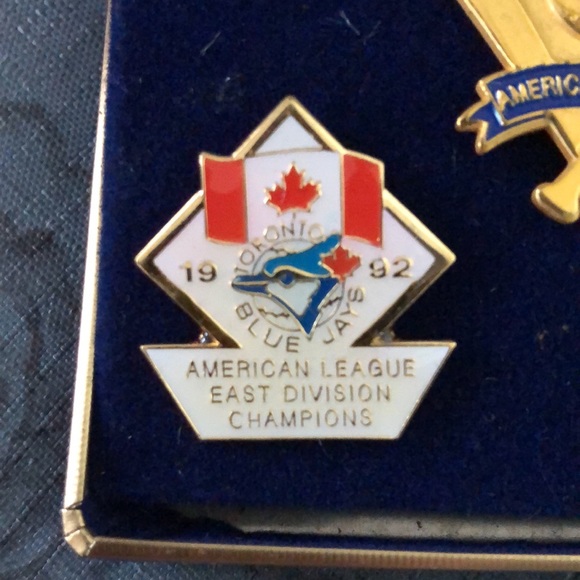 AMERIC
TORONTO
19 92
BLUE JAYS
AMERICAN LEAGUE
EAST DIVISION
CHAMPIONS